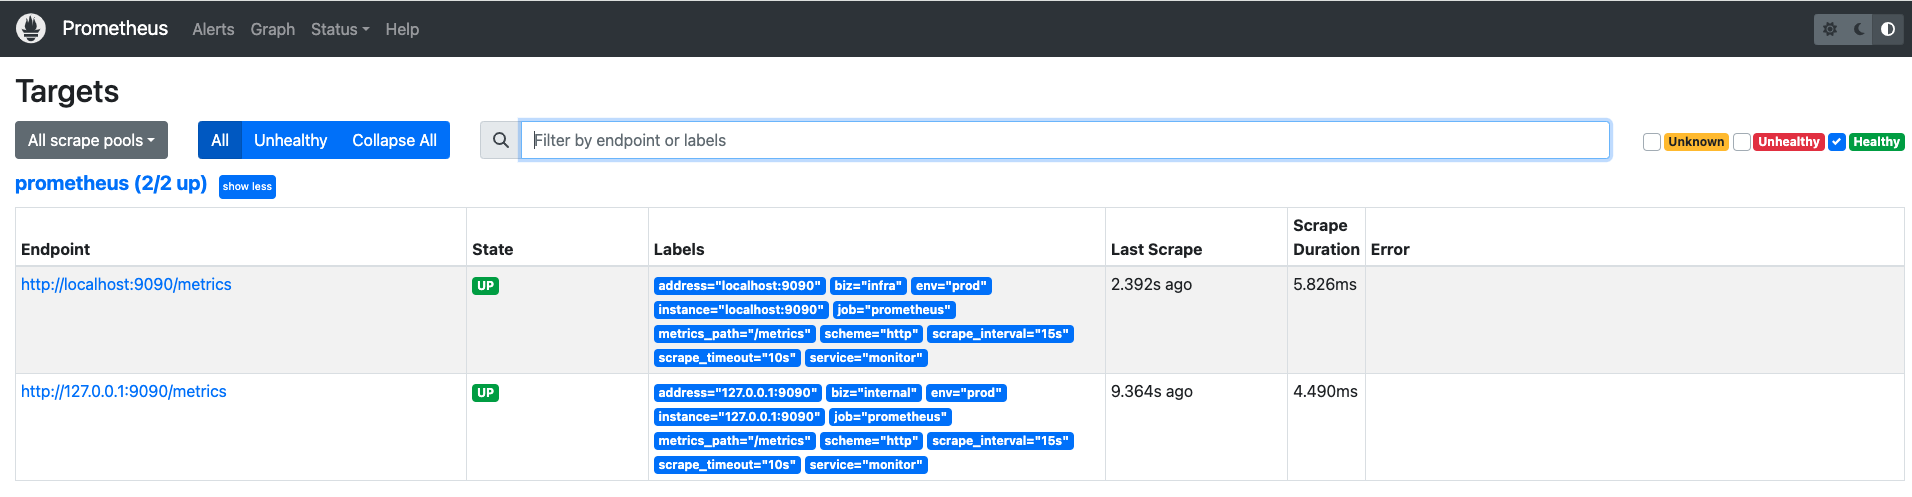 Prometheus Alerts Graph Status Help
Targets
All scrape pools All Unhealthy Collapse All Filter by endpoint or labels Unknown Unhealthy Healthy
prometheus (2/2 up) show less
Endpoint State Labels Last Scrape Scrape Duration Error
http://localhost:9090/metrics UP address="localhost:9090" biz="infra" env="prod" 2.392s ago 5.826ms
instance="localhost:9090" job="prometheus"
metrics_path="/metrics" scheme="http" scrape_interval="15s"
scrape_timeout="10s" service="monitor"
http://127.0.0.1:9090/metrics UP address="127.0.0.1:9090" biz="internal" env="prod" 9.364s ago 4.490ms
instance="127.0.0.1:9090" job="prometheus"
metrics_path="/metrics" scheme="http" scrape_interval="15s"
scrape_timeout="10s" service="monitor"